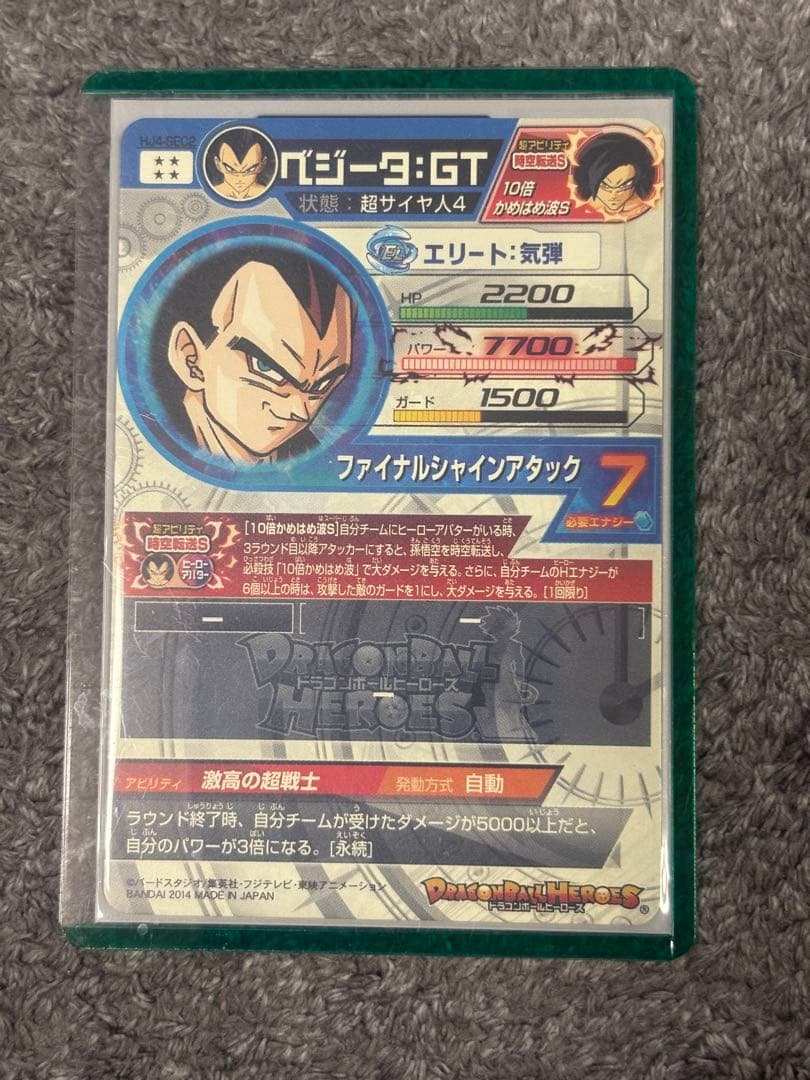 HJ4-SEC2
ベジータ:GT
状態:超サイヤ人4
超アビリティ
時空転送S
10倍
かめはめ波S
EL エリート:気弾
HP 2200
パワー 7700
ガード 1500
ファイナルシャインアタック 7
必要エナジー
超アビリティ
時空転送S
ヒーロー
アバター
[10倍かめはめ波S]自分チームにヒーローアバターがいる時、
3ラウンド目以降アタッカーにすると、孫悟空を時空転送し、
必殺技「10倍かめはめ波」で大ダメージを与える。さらに、自分チームのHエナジーが
6個以上の時は、攻撃した敵のガードを1にし、大ダメージを与える。[1回限り]
ー [ ー ]
DRAGONBALL
ドラゴンボールヒーローズ
HEROES
ー
アビリティ 激高の超戦士 発動方式 自動
ラウンド終了時、自分チームが受けたダメージが5000以上だと、
自分のパワーが3倍になる。[永続]
©バードスタジオ/集英社・フジテレビ・東映アニメーション
BANDAI 2014 MADE IN JAPAN
DRAGONBALL HEROES
ドラゴンボールヒーローズ